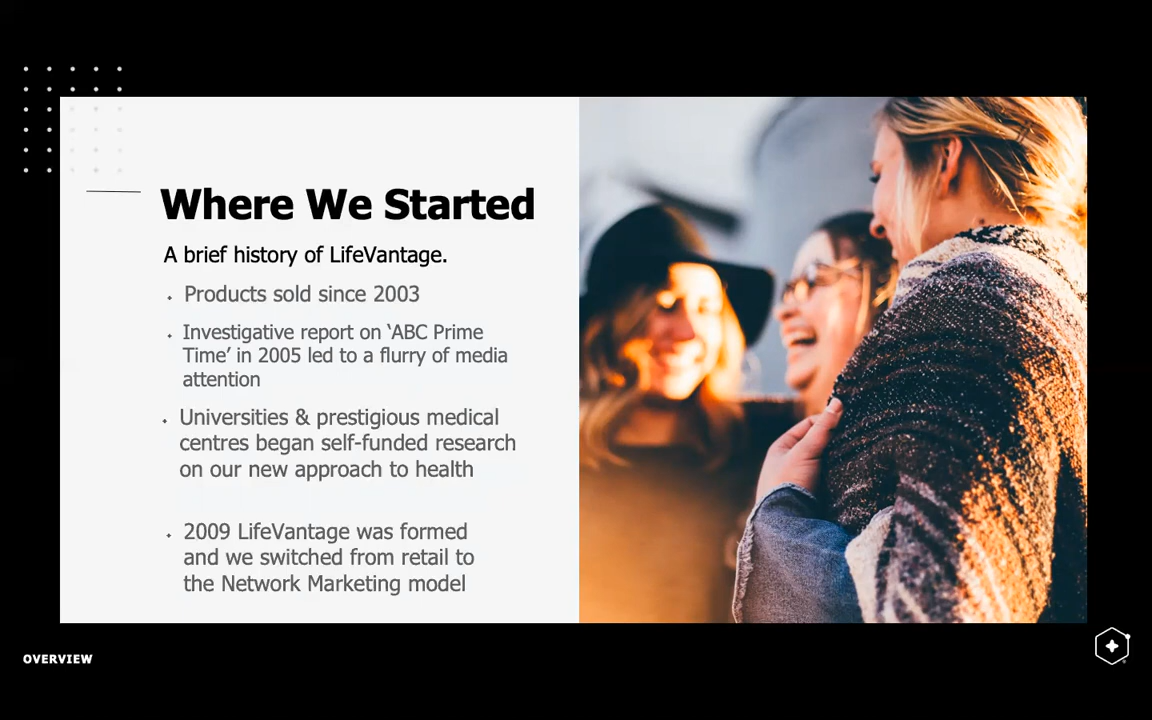 Where We Started
A brief history of LifeVantage.
• Products sold since 2003
• Investigative report on ‘ABC Prime
Time’ in 2005 led to a flurry of media
attention
• Universities & prestigious medical
centres began self-funded research
on our new approach to health
• 2009 LifeVantage was formed
and we switched from retail to
the Network Marketing model
OVERVIEW